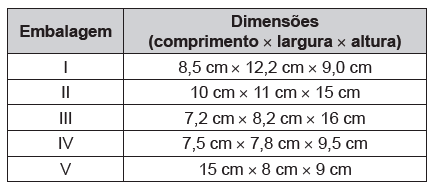 Embalagem
Dimensões
(comprimento × largura × altura)
I 8,5 cm × 12,2 cm × 9,0 cm
II 10 cm × 11 cm × 15 cm
III 7,2 cm × 8,2 cm × 16 cm
IV 7,5 cm × 7,8 cm × 9,5 cm
V 15 cm × 8 cm × 9 cm